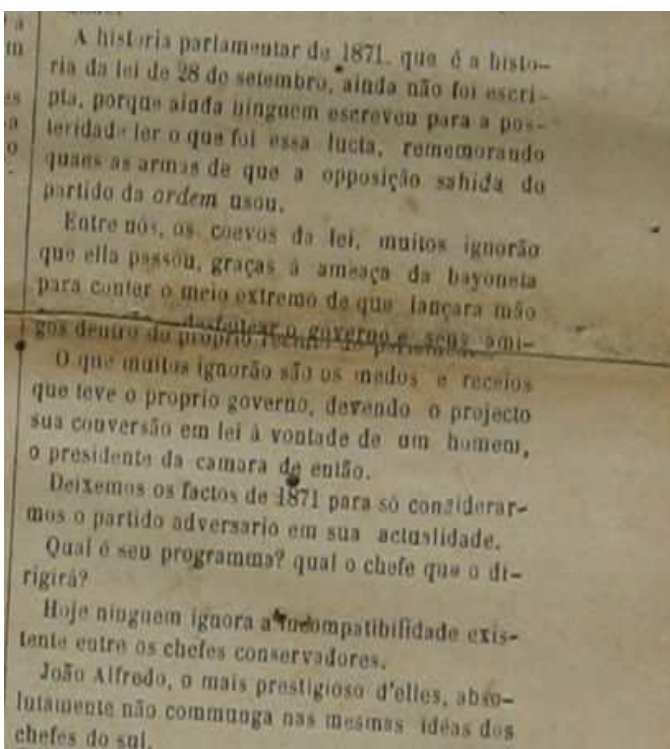 A historia parlamentar de 1871, que é a histo-
ria da lei de 28 de setembro, ainda não foi escri-
pta, porque ainda ninguem escreveu para a pos-
teridade ler o que foi essa lucta, rememorando
quaes as armas de que a opposição sahida do
partido da ordem usou.
Entre nós, os coevos da lei, muitos ignorão
que ella passou, graças á ameaça da bayoneta
para conter o meio extremo de que lançara mão
desfeitear o governo e seus ami-
gos dentro do proprio recinto do
O que muitos ignorão são os medos e receios
que teve o proprio governo, devendo o projecto
sua conversão em lei á vontade de um homem,
o presidente da camara de então.
Deixemos os factos de 1871 para só considerar-
mos o partido adversario em sua actualidade.
Qual é seu programma? qual o chefe que o di-
rigirá?
Hoje ninguem ignora a incompatibilidade exis-
tente entre os chefes conservadores.
João Alfredo, o mais prestigioso d'elles, abso-
lutamente não communga nas mesmas idéas dos
chefes do sul.